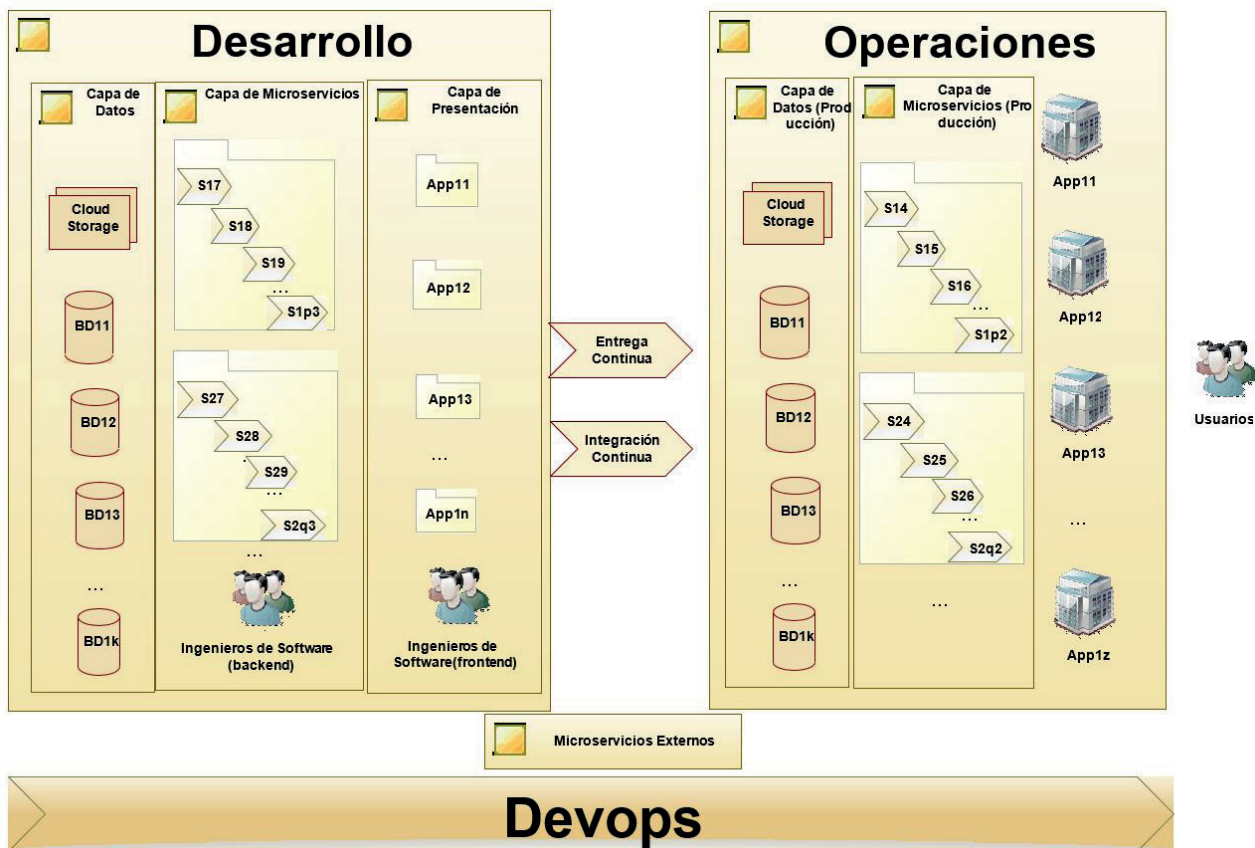 Desarrollo
Capa de
Datos
Cloud
Storage
BD11
BD12
BD13
...
BD1k
Capa de Microservicios
S17
S18
S19
...
S1p3
S27
S28
S29
...
S2q3
...
Ingenieros de Software
(backend)
Capa de
Presentación
App11
App12
App13
...
App1n
Ingenieros de
Software(frontend)
Entrega
Continua
Integración
Continua
Operaciones
Capa de
Datos (Prod
ucción)
Cloud
Storage
BD11
BD12
BD13
...
BD1k
Capa de
Microservicios (Pro
ducción)
S14
S15
S16
...
S1p2
S24
S25
S26
...
S2q2
...
App11
App12
App13
...
App1z
Usuarios
Microservicios Externos
Devops